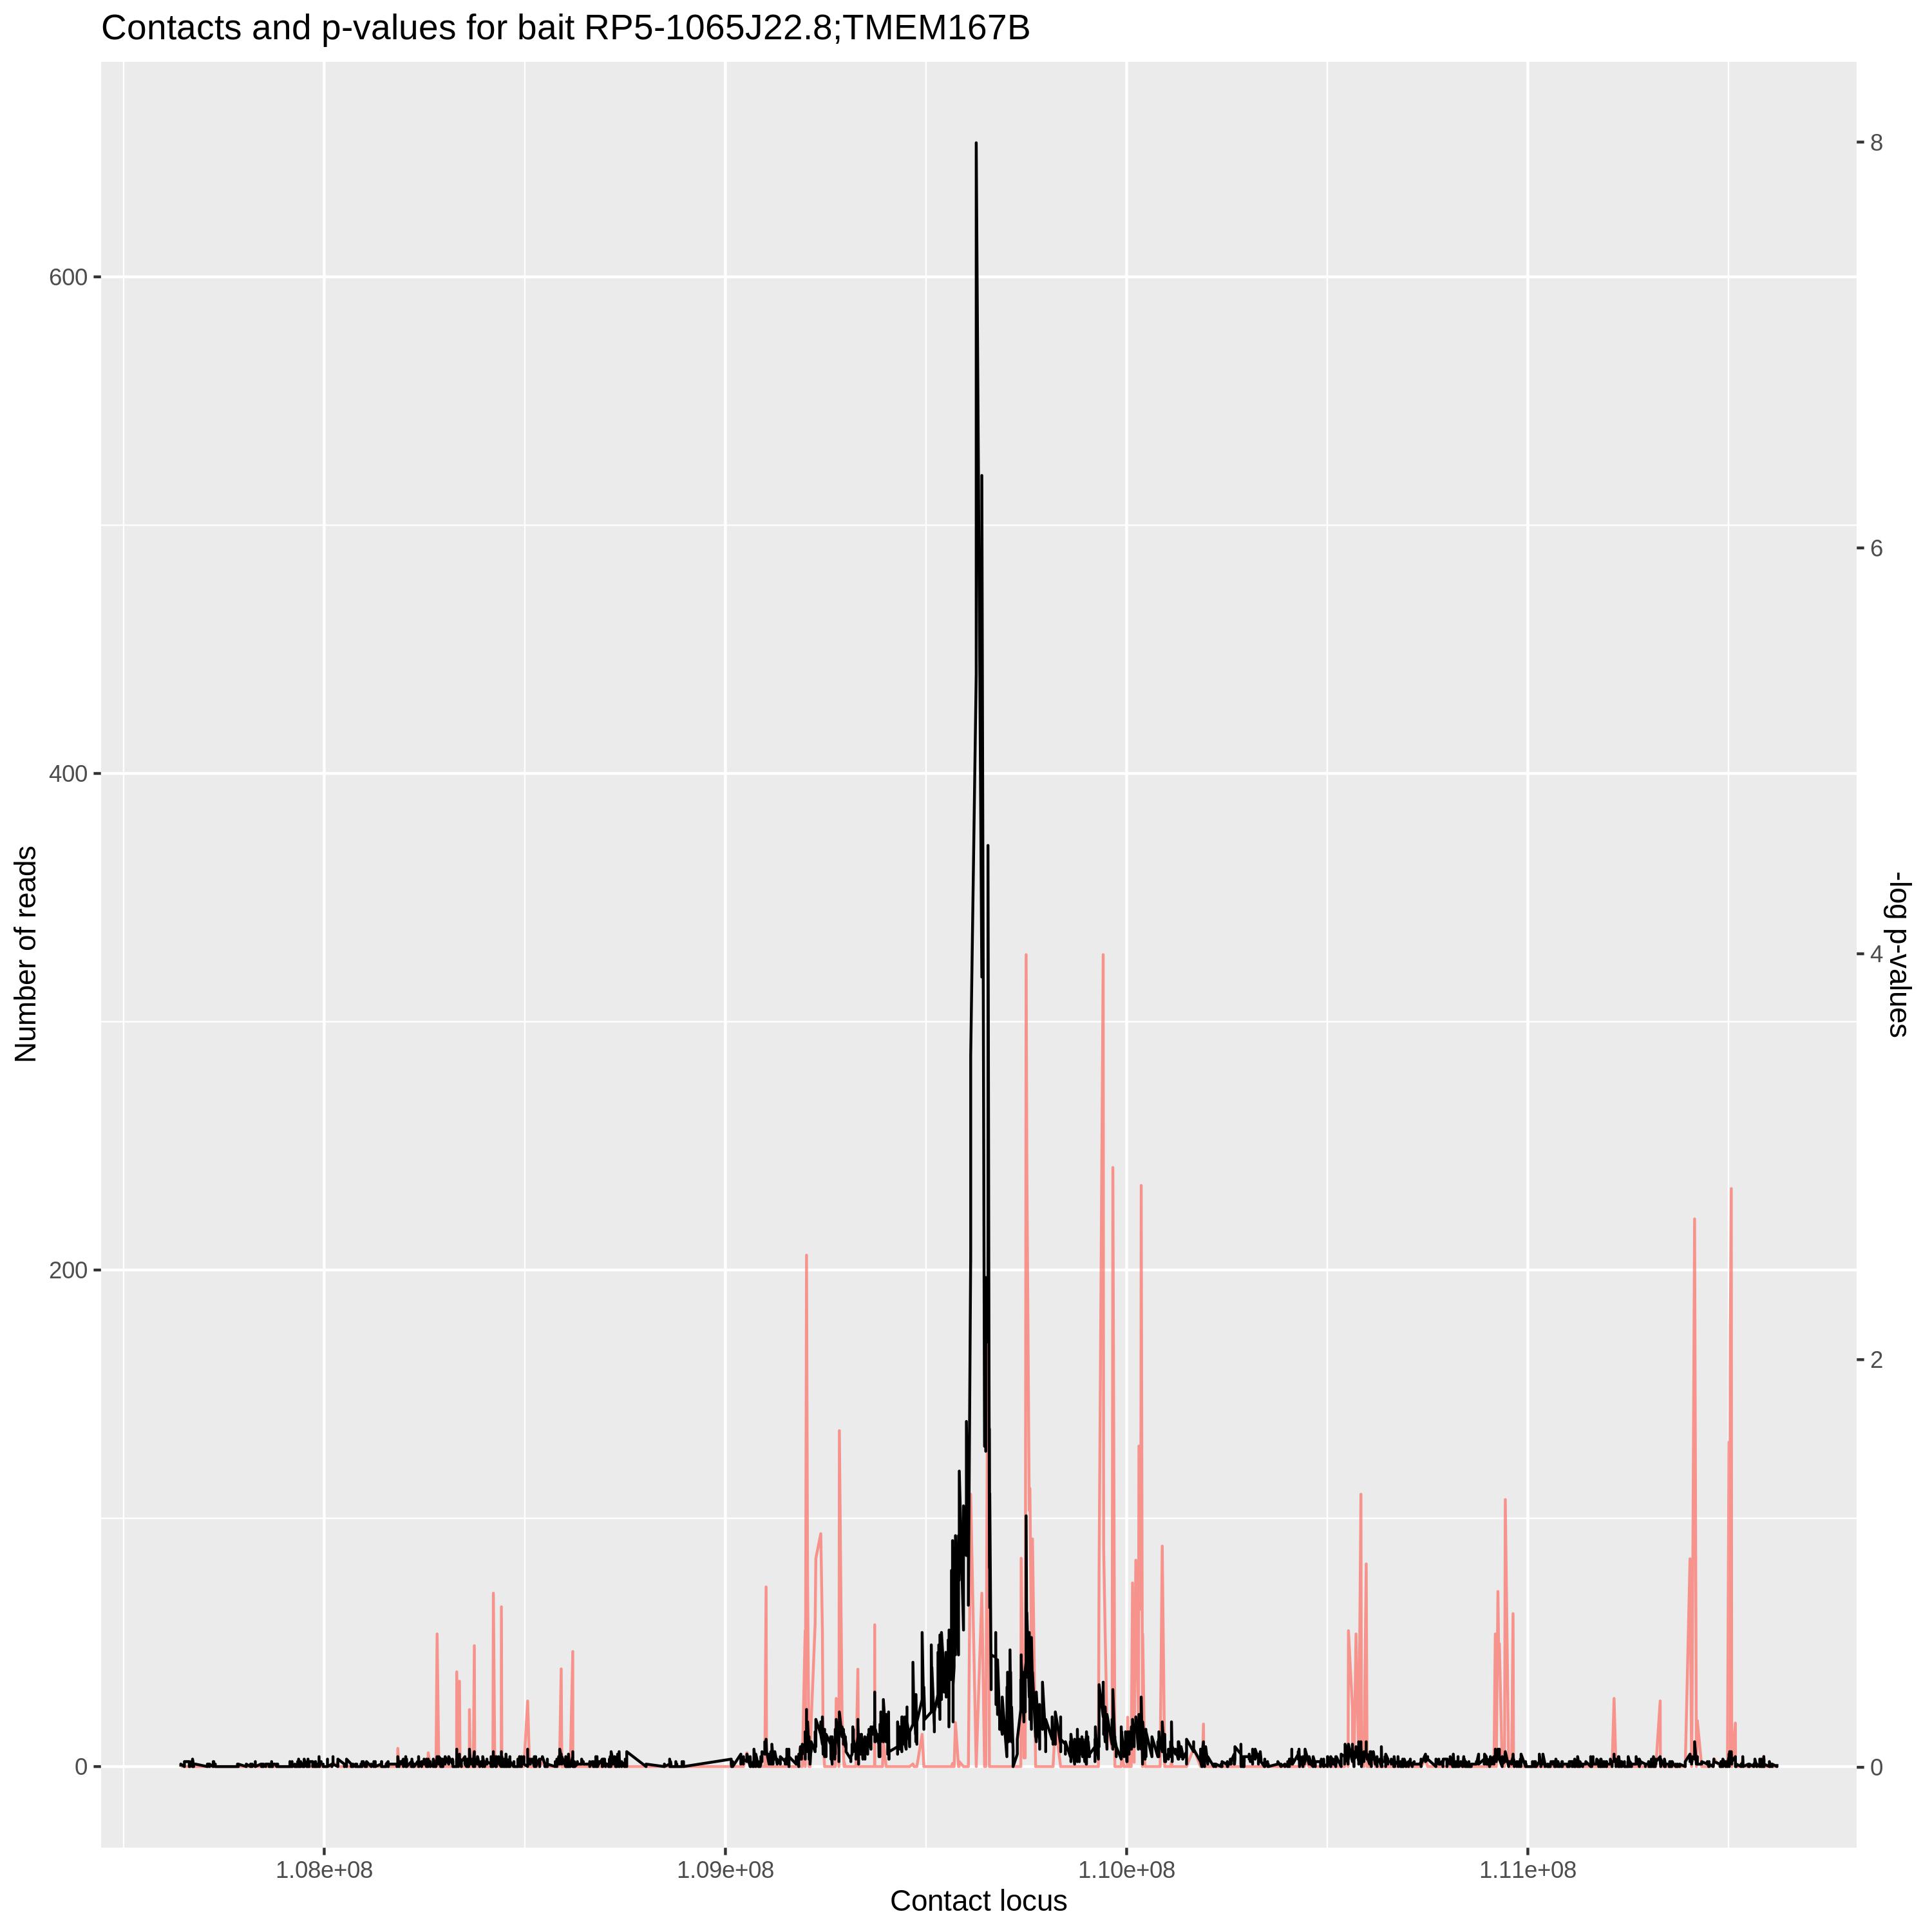 Contacts and p-values for bait RP5-1065J22.8;TMEM167B
Number of reads
600
400
200
0
8
6
4
2
0
-log p-values
1.08e+08
1.09e+08
1.10e+08
1.11e+08
Contact locus